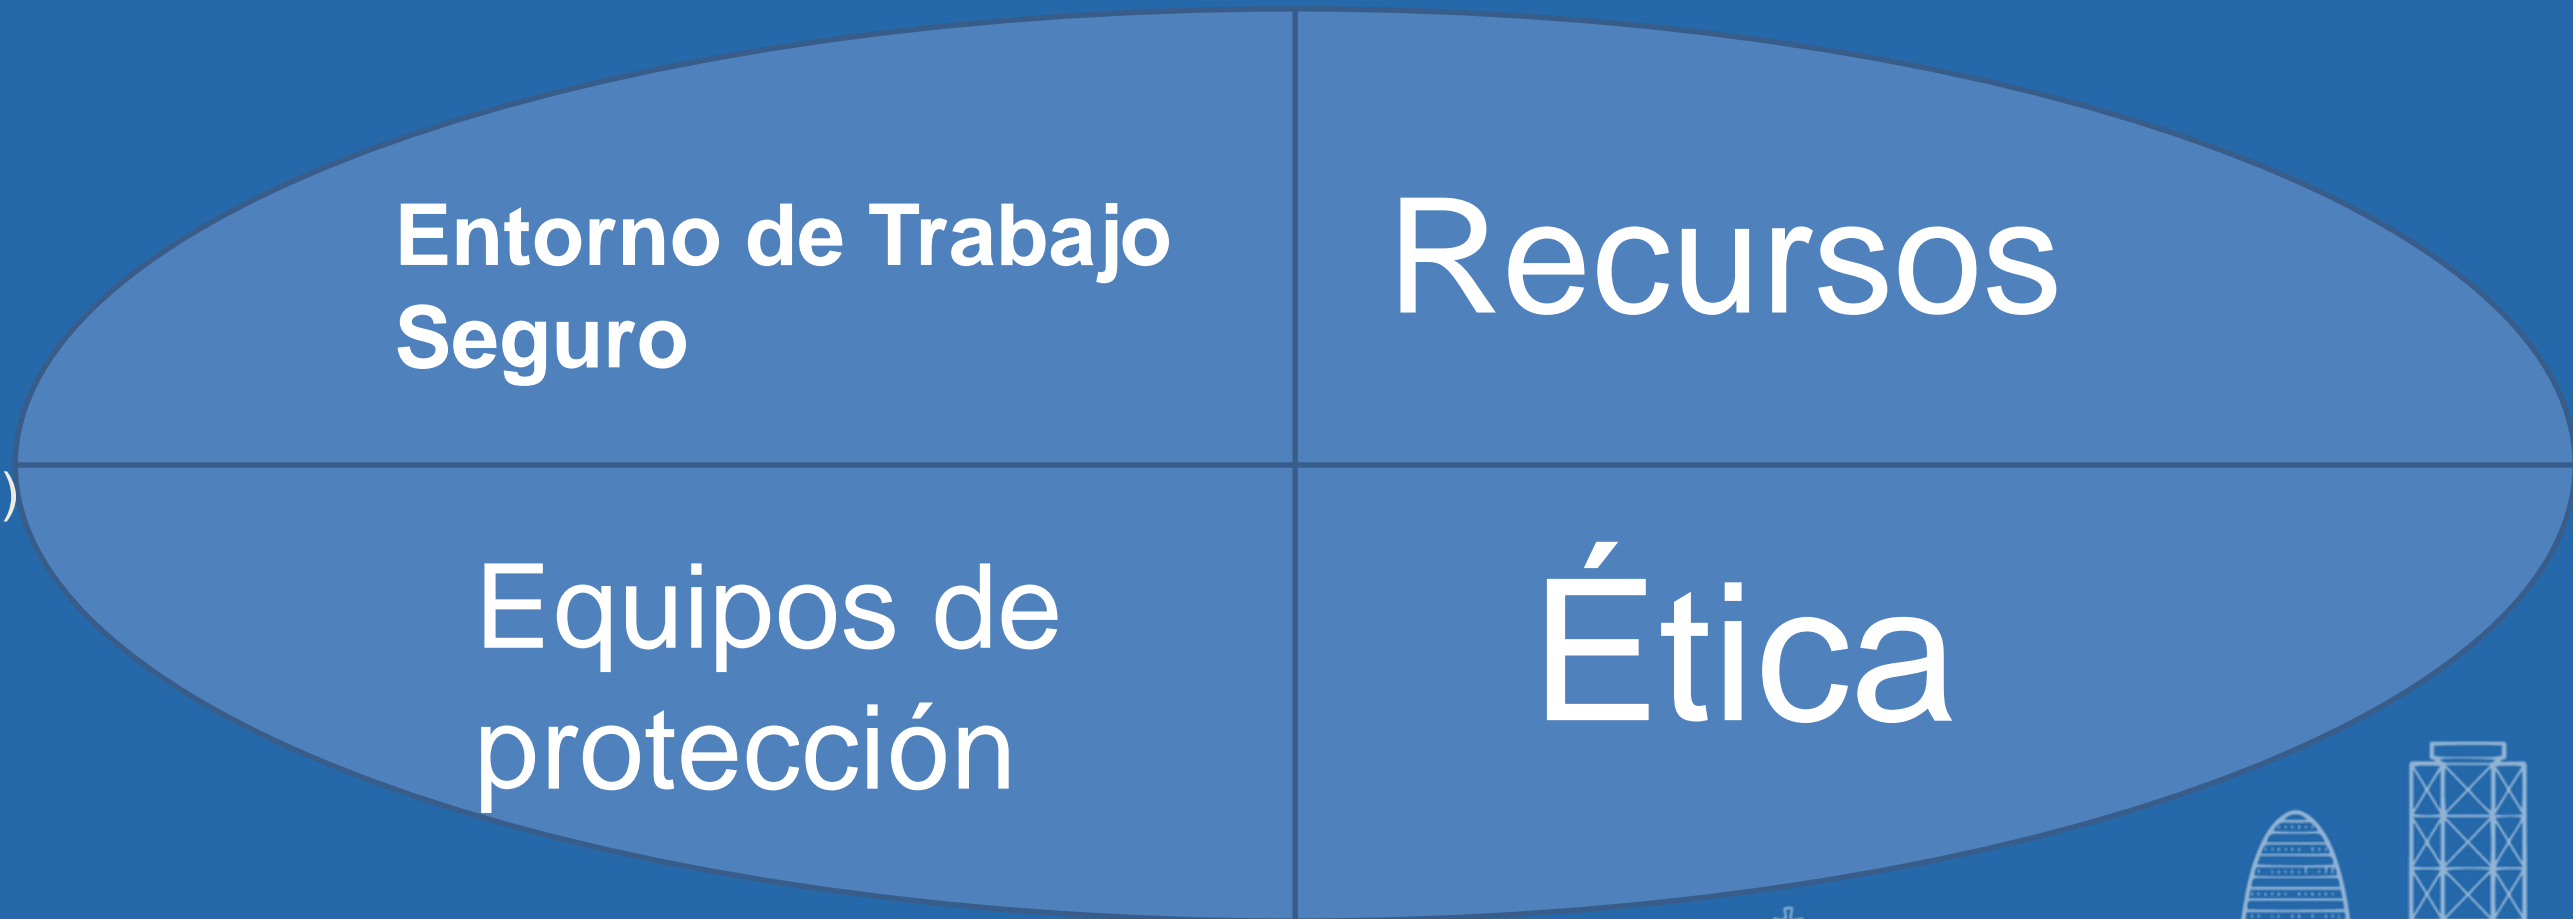 Entorno de Trabajo
Seguro
Recursos
)
Equipos de
protección
Ética